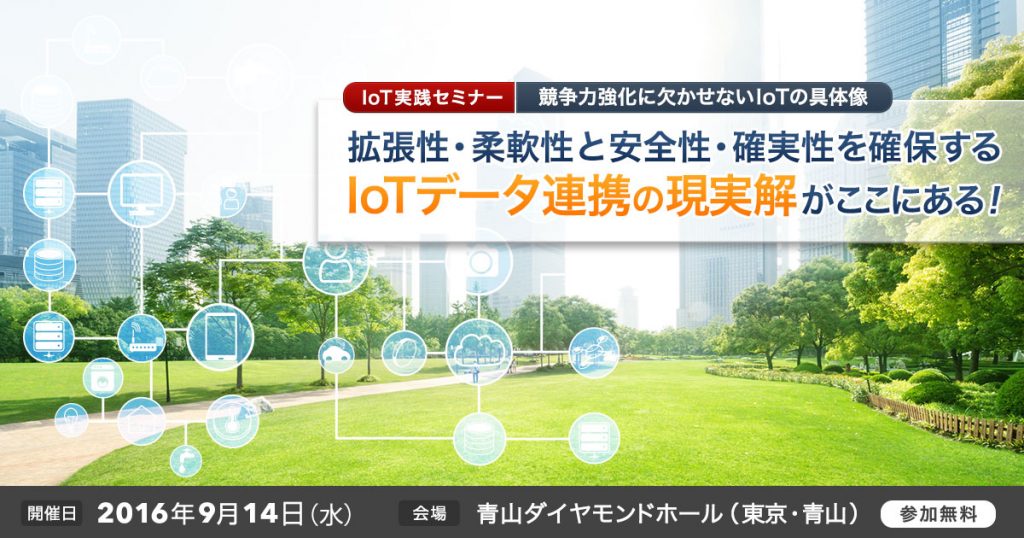 IoT実践セミナー 競争力強化に欠かせないIoTの具体像
拡張性・柔軟性と安全性・確実性を確保する
IoTデータ連携の現実解がここにある！
開催日 2016年9月14日（水） 会場 青山ダイヤモンドホール（東京・青山） 参加無料